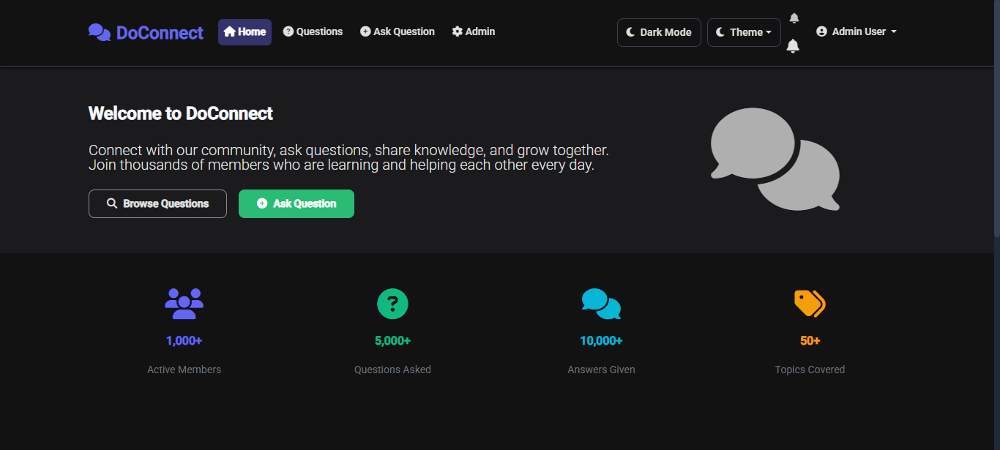 DoConnect
Home
Questions
Ask Question
Admin
Dark Mode
Theme
Admin User
Welcome to DoConnect
Connect with our community, ask questions, share knowledge, and grow together.
Join thousands of members who are learning and helping each other every day.
Browse Questions
Ask Question
1,000+
Active Members
5,000+
Questions Asked
10,000+
Answers Given
50+
Topics Covered